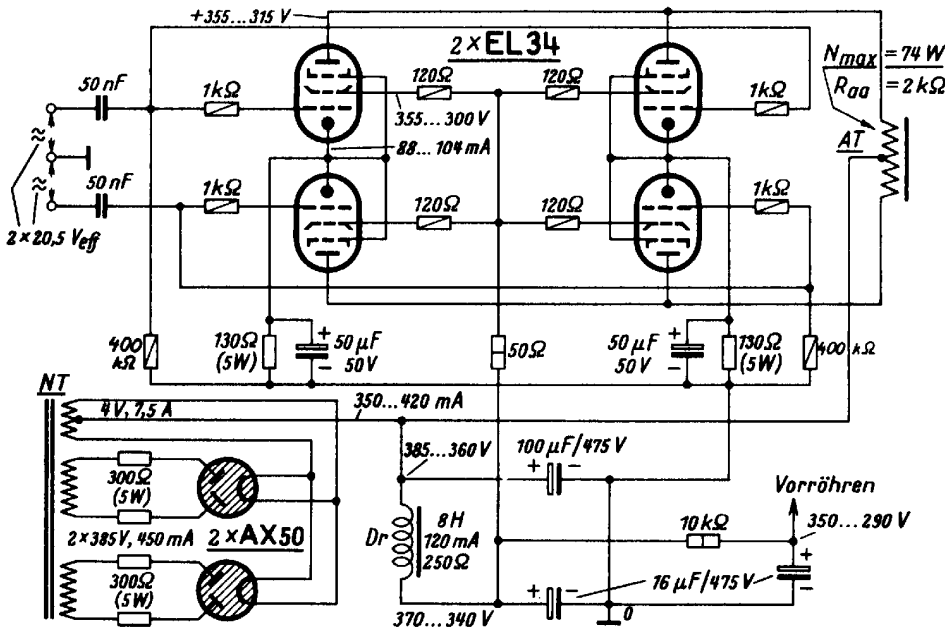 +355...315 V
2×EL34
50 nF
1kΩ
120Ω
120Ω
1kΩ
N_max = 74 W
R_aa = 2 kΩ
355...300 V
88...104 mA
AT
≈
≈
50 nF
1kΩ
120Ω
120Ω
1kΩ
2×20,5 V_eff
400 kΩ
130Ω (5W)
+
50 µF 50V
-
50Ω
50 µF 50V
+
-
130Ω (5W)
400 kΩ
NT
4V, 7,5 A
350...420 mA
385...360 V
100 µF/475 V
+ -
300Ω (5W)
2×385V, 450 mA
2×AX50
300Ω (5W)
Dr
8H
120 mA
250Ω
10kΩ
Vorröhren
350...290 V
+
-
16 µF/475V
370...340 V
+ -
0